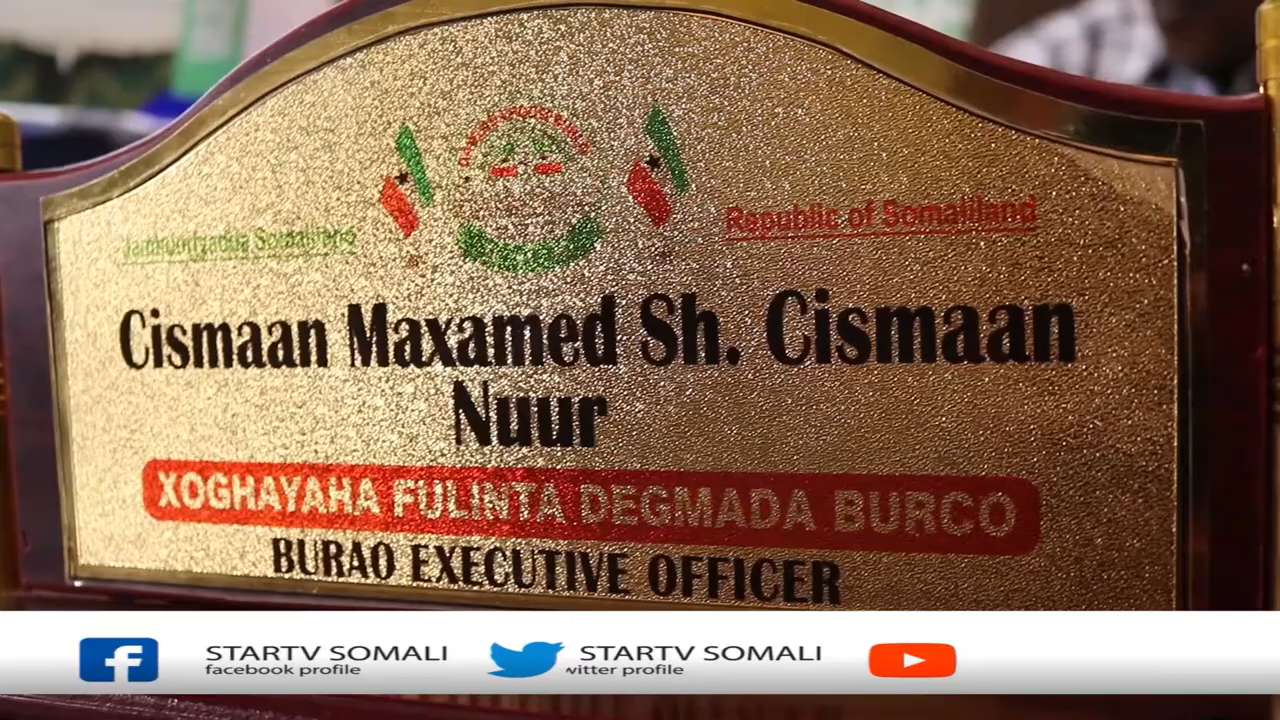 Jamhuuriyadda Somaliland
Republic of Somaliland
Cismaan Maxamed Sh. Cismaan
Nuur
XOGHAYAHA FULINTA DEGMADA BURCO
BURAO EXECUTIVE OFFICER
STARTV SOMALI
facebook profile
STARTV SOMALI
vitter profile